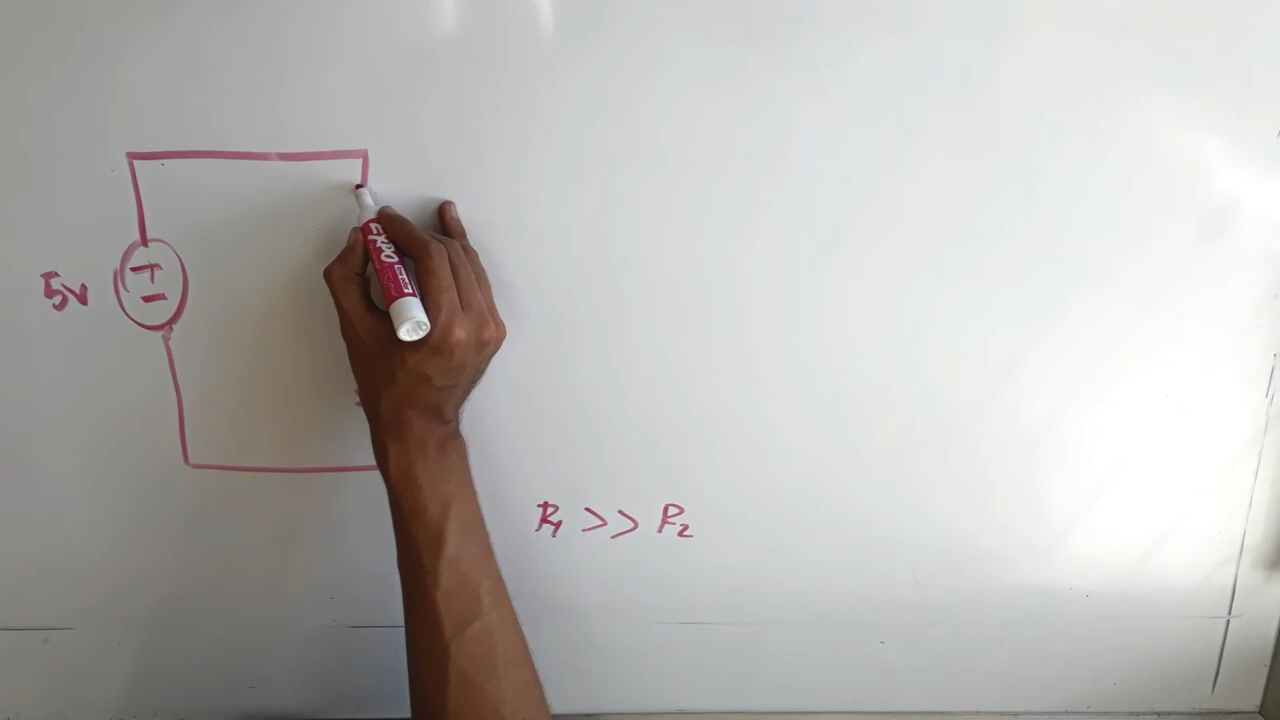 +
−
5v
EXPO
R₁ >> R₂